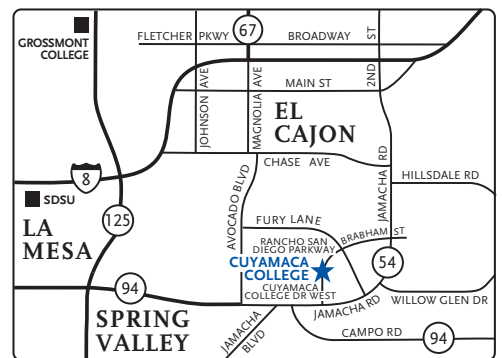 GROSSMONT
COLLEGE
FLETCHER PKWY
67
BROADWAY
2ND ST
JOHNSON AVE
MAGNOLIA AVE
MAIN ST
EL
CAJON
CHASE AVE
JAMACHA RD
HILLSDALE RD
8
SDSU
LA
MESA
125
AVOCADO BLVD
FURY LANE
RANCHO SAN
DIEGO PARKWAY
BRABHAM ST
CUYAMACA
COLLEGE
CUYAMACA
COLLEGE DR WEST
54
94
WILLOW GLEN DR
JAMACHA RD
SPRING
VALLEY
JAMACHA
BLVD
CAMPO RD
94